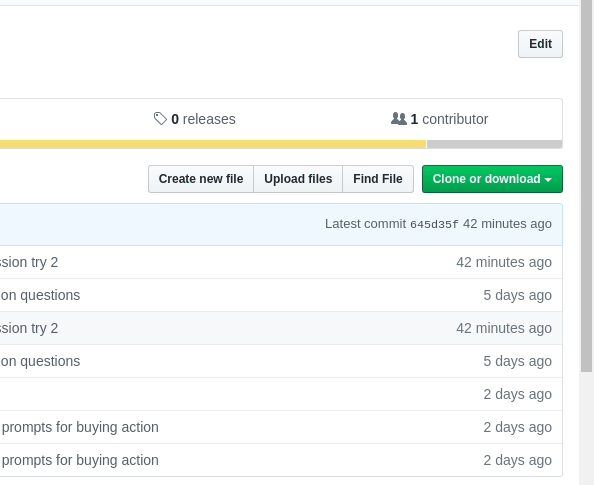 Edit
0 releases
1 contributor
Create new file Upload files Find File Clone or download
Latest commit 645d35f 42 minutes ago
sion try 2 42 minutes ago
on questions 5 days ago
sion try 2 42 minutes ago
on questions 5 days ago
2 days ago
prompts for buying action 2 days ago
prompts for buying action 2 days ago